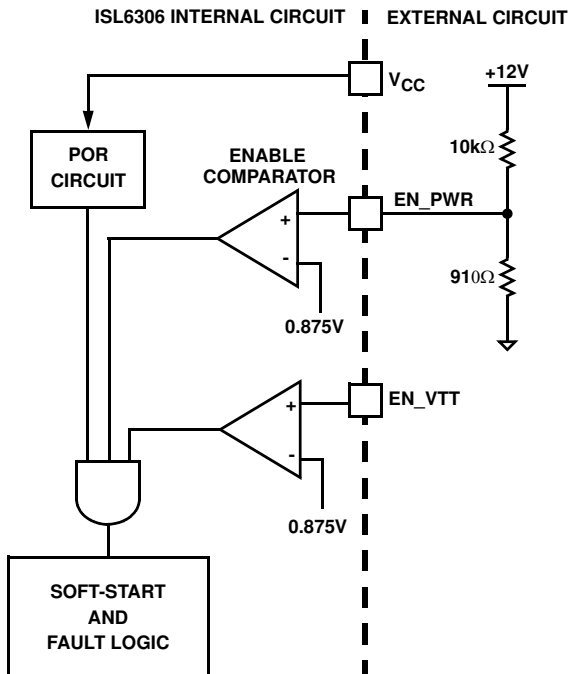 ISL6306 INTERNAL CIRCUIT
EXTERNAL CIRCUIT
VCC
+12V
POR
CIRCUIT
ENABLE
COMPARATOR
10kΩ
EN_PWR
+
-
910Ω
0.875V
EN_VTT
+
-
0.875V
SOFT-START
AND
FAULT LOGIC